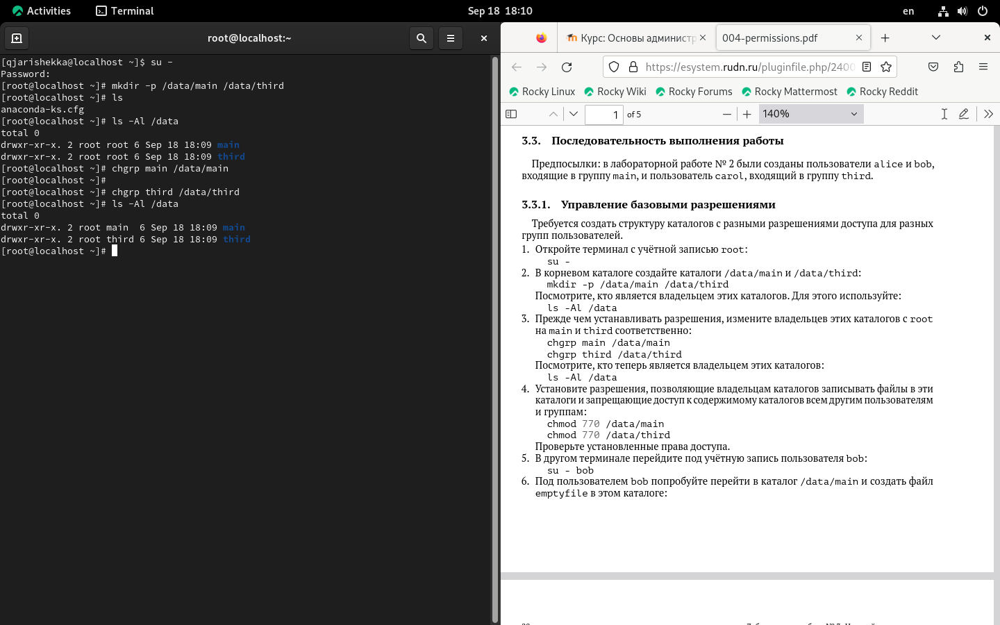 Activities
Terminal
Sep 18 18:10
en
root@localhost:~
[qjarishekka@localhost ~]$ su -
Password:
[root@localhost ~]# mkdir -p /data/main /data/third
[root@localhost ~]# ls
anaconda-ks.cfg
[root@localhost ~]# ls -Al /data
total 0
drwxr-xr-x. 2 root root 6 Sep 18 18:09 main
drwxr-xr-x. 2 root root 6 Sep 18 18:09 third
[root@localhost ~]# chgrp main /data/main
[root@localhost ~]#
[root@localhost ~]# chgrp third /data/third
[root@localhost ~]# ls -Al /data
total 0
drwxr-xr-x. 2 root main  6 Sep 18 18:09 main
drwxr-xr-x. 2 root third 6 Sep 18 18:09 third
[root@localhost ~]#
Курс: Основы администр
004-permissions.pdf
https://esystem.rudn.ru/pluginfile.php/2400
Rocky Linux
Rocky Wiki
Rocky Forums
Rocky Mattermost
Rocky Reddit
1 of 5
140%
3.3. Последовательность выполнения работы
Предпосылки: в лабораторной работе № 2 были созданы пользователи alice и bob,
входящие в группу main, и пользователь carol, входящий в группу third.
3.3.1. Управление базовыми разрешениями
Требуется создать структуру каталогов с разными разрешениями доступа для разных
групп пользователей.
1. Откройте терминал с учётной записью root:
su -
2. В корневом каталоге создайте каталоги /data/main и /data/third:
mkdir -p /data/main /data/third
Посмотрите, кто является владельцем этих каталогов. Для этого используйте:
ls -Al /data
3. Прежде чем устанавливать разрешения, измените владельцев этих каталогов с root
на main и third соответственно:
chgrp main /data/main
chgrp third /data/third
Посмотрите, кто теперь является владельцем этих каталогов:
ls -Al /data
4. Установите разрешения, позволяющие владельцам каталогов записывать файлы в эти
каталоги и запрещающие доступ к содержимому каталогов всем другим пользователям
и группам:
chmod 770 /data/main
chmod 770 /data/third
Проверьте установленные права доступа.
5. В другом терминале перейдите под учётную запись пользователя bob:
su - bob
6. Под пользователем bob попробуйте перейти в каталог /data/main и создать файл
emptyfile в этом каталоге: